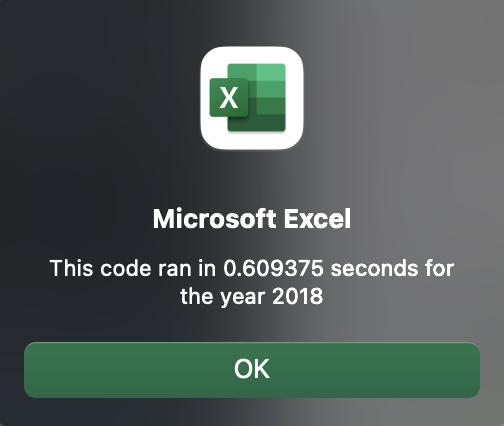 X
Microsoft Excel
This code ran in 0.609375 seconds for
the year 2018
OK